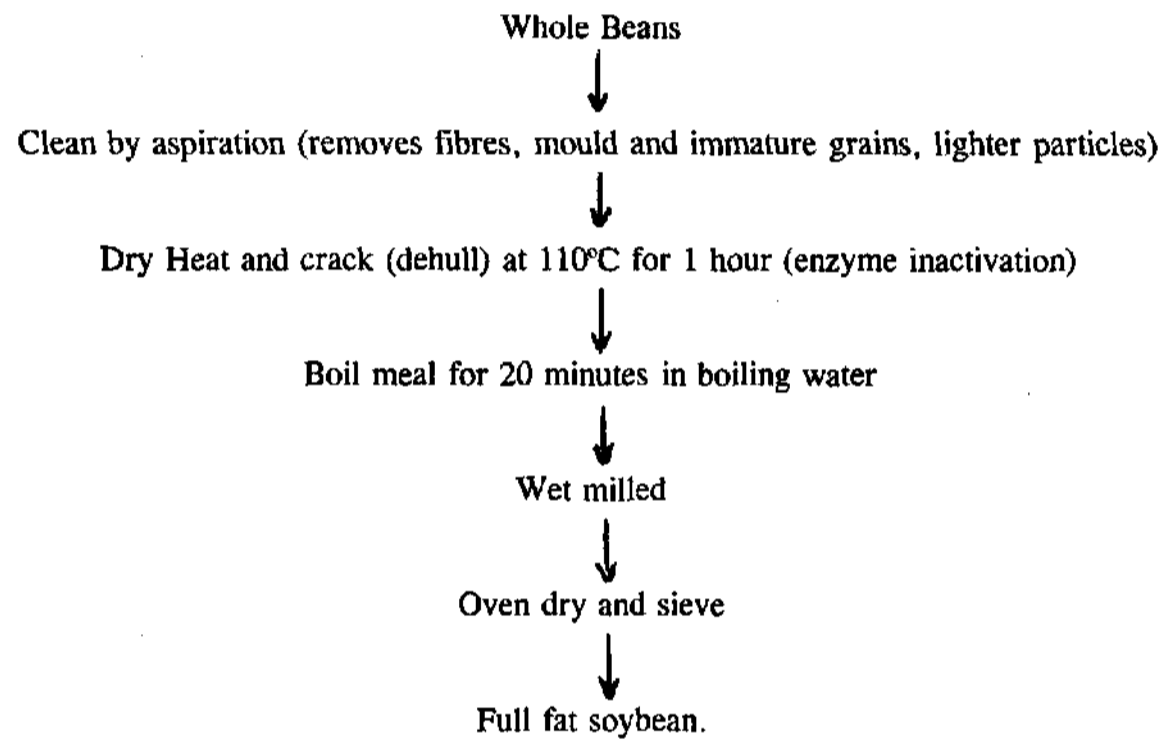 Whole Beans
Clean by aspiration (removes fibres, mould and immature grains, lighter particles)
Dry Heat and crack (dehull) at 110ºC for 1 hour (enzyme inactivation)
Boil meal for 20 minutes in boiling water
Wet milled
Oven dry and sieve
Full fat soybean.